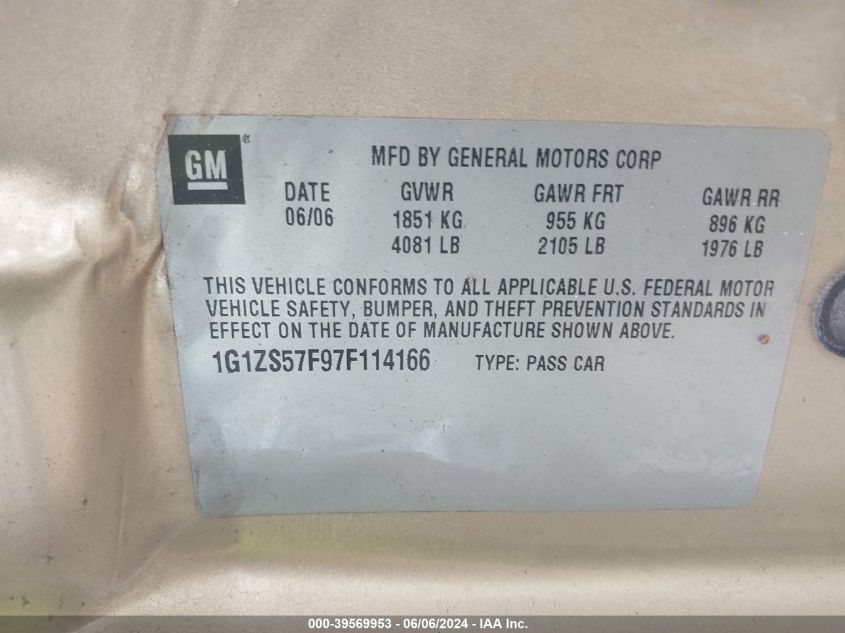 GM
MFD BY GENERAL MOTORS CORP
DATE GVWR GAWR FRT GAWR RR
06/06 1851 KG 955 KG 896 KG
4081 LB 2105 LB 1976 LB
THIS VEHICLE CONFORMS TO ALL APPLICABLE U.S. FEDERAL MOTOR
VEHICLE SAFETY, BUMPER, AND THEFT PREVENTION STANDARDS IN
EFFECT ON THE DATE OF MANUFACTURE SHOWN ABOVE.
1G1ZS57F97F114166 TYPE: PASS CAR
000-39569953 - 06/06/2024 - IAA Inc.